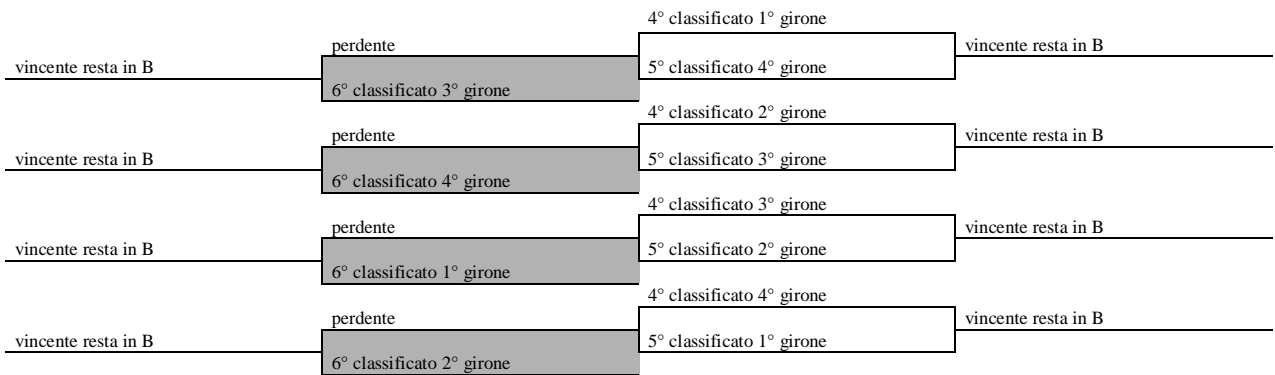 4° classificato 1° girone
perdente
vincente resta in B
vincente resta in B
5° classificato 4° girone
6° classificato 3° girone
4° classificato 2° girone
perdente
vincente resta in B
vincente resta in B
5° classificato 3° girone
6° classificato 4° girone
4° classificato 3° girone
perdente
vincente resta in B
vincente resta in B
5° classificato 2° girone
6° classificato 1° girone
4° classificato 4° girone
perdente
vincente resta in B
vincente resta in B
5° classificato 1° girone
6° classificato 2° girone